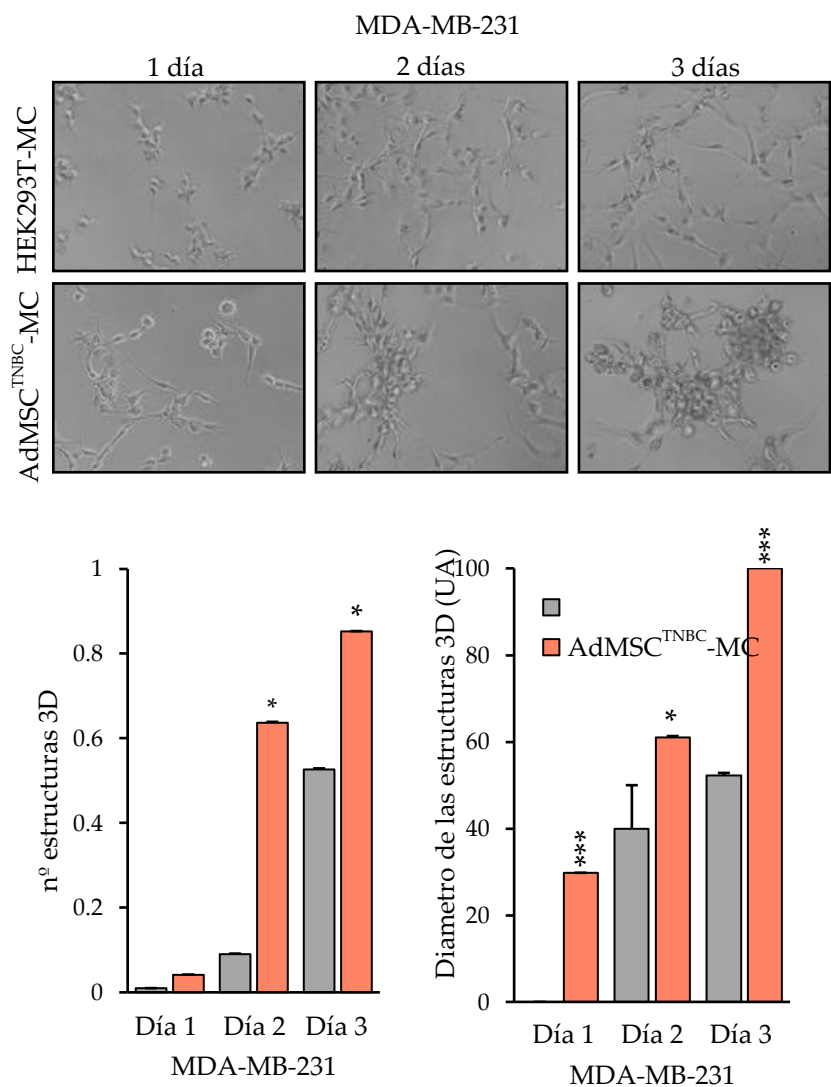 MDA-MB-231
1 día 2 días 3 días
HEK293T-MC
AdMSC^TNBC-MC
nº estructuras 3D
1
0.8
0.6
0.4
0.2
0
*
*
Día 1 Día 2 Día 3
MDA-MB-231
Diametro de las estructuras 3D (UA)
100
80
60
40
20
0
AdMSC^TNBC-MC
***
*
***
Día 1 Día 2 Día 3
MDA-MB-231